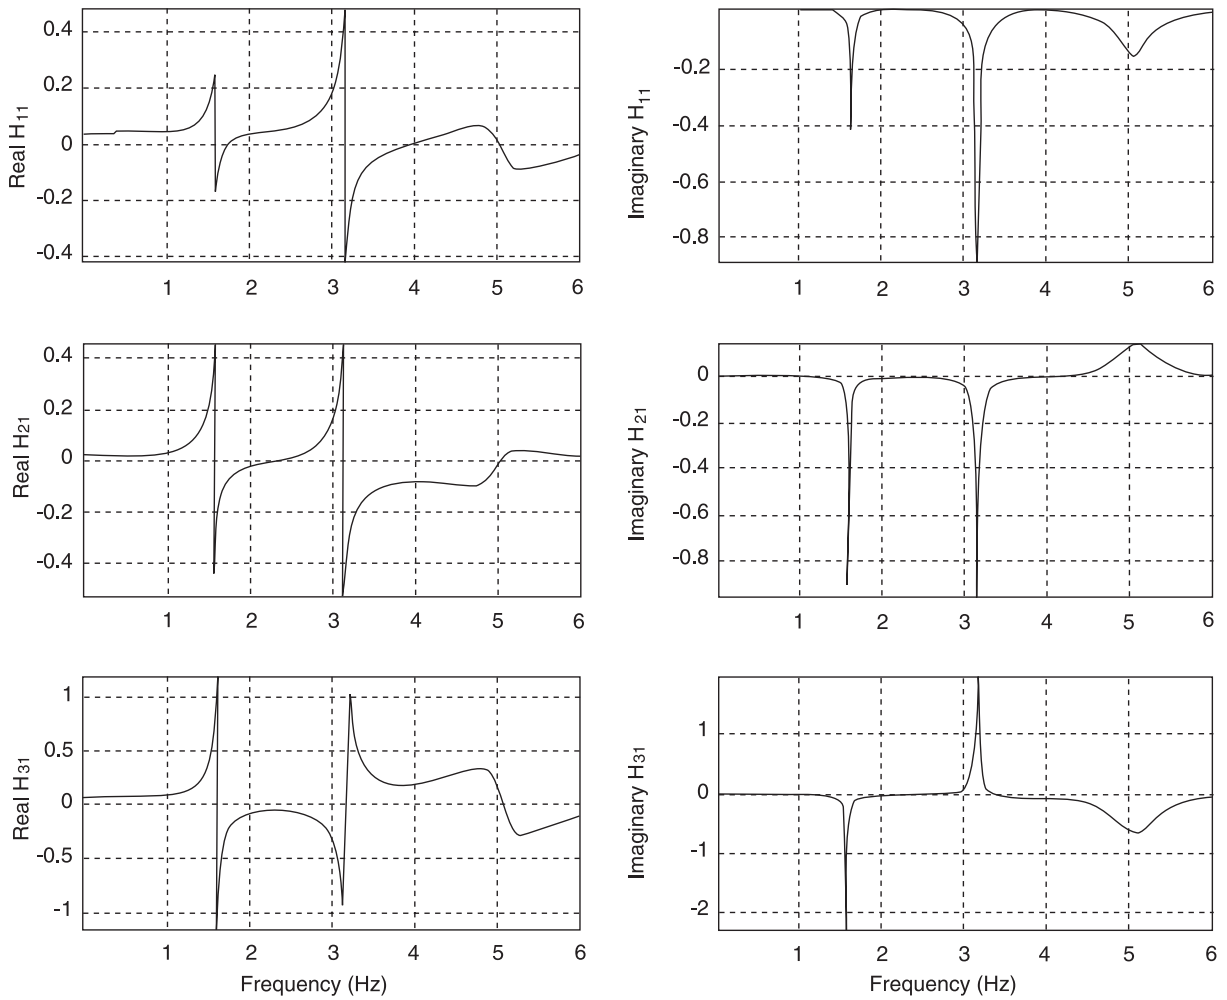 Real H11
0.4
0.2
0
-0.2
-0.4
1 2 3 4 5 6
Imaginary H11
-0.2
-0.4
-0.6
-0.8
1 2 3 4 5 6
Real H21
0.4
0.2
0
-0.2
-0.4
1 2 3 4 5 6
Imaginary H21
0
-0.2
-0.4
-0.6
-0.8
1 2 3 4 5 6
Real H31
1
0.5
0
-0.5
-1
1 2 3 4 5 6
Frequency (Hz)
Imaginary H31
1
0
-1
-2
1 2 3 4 5 6
Frequency (Hz)